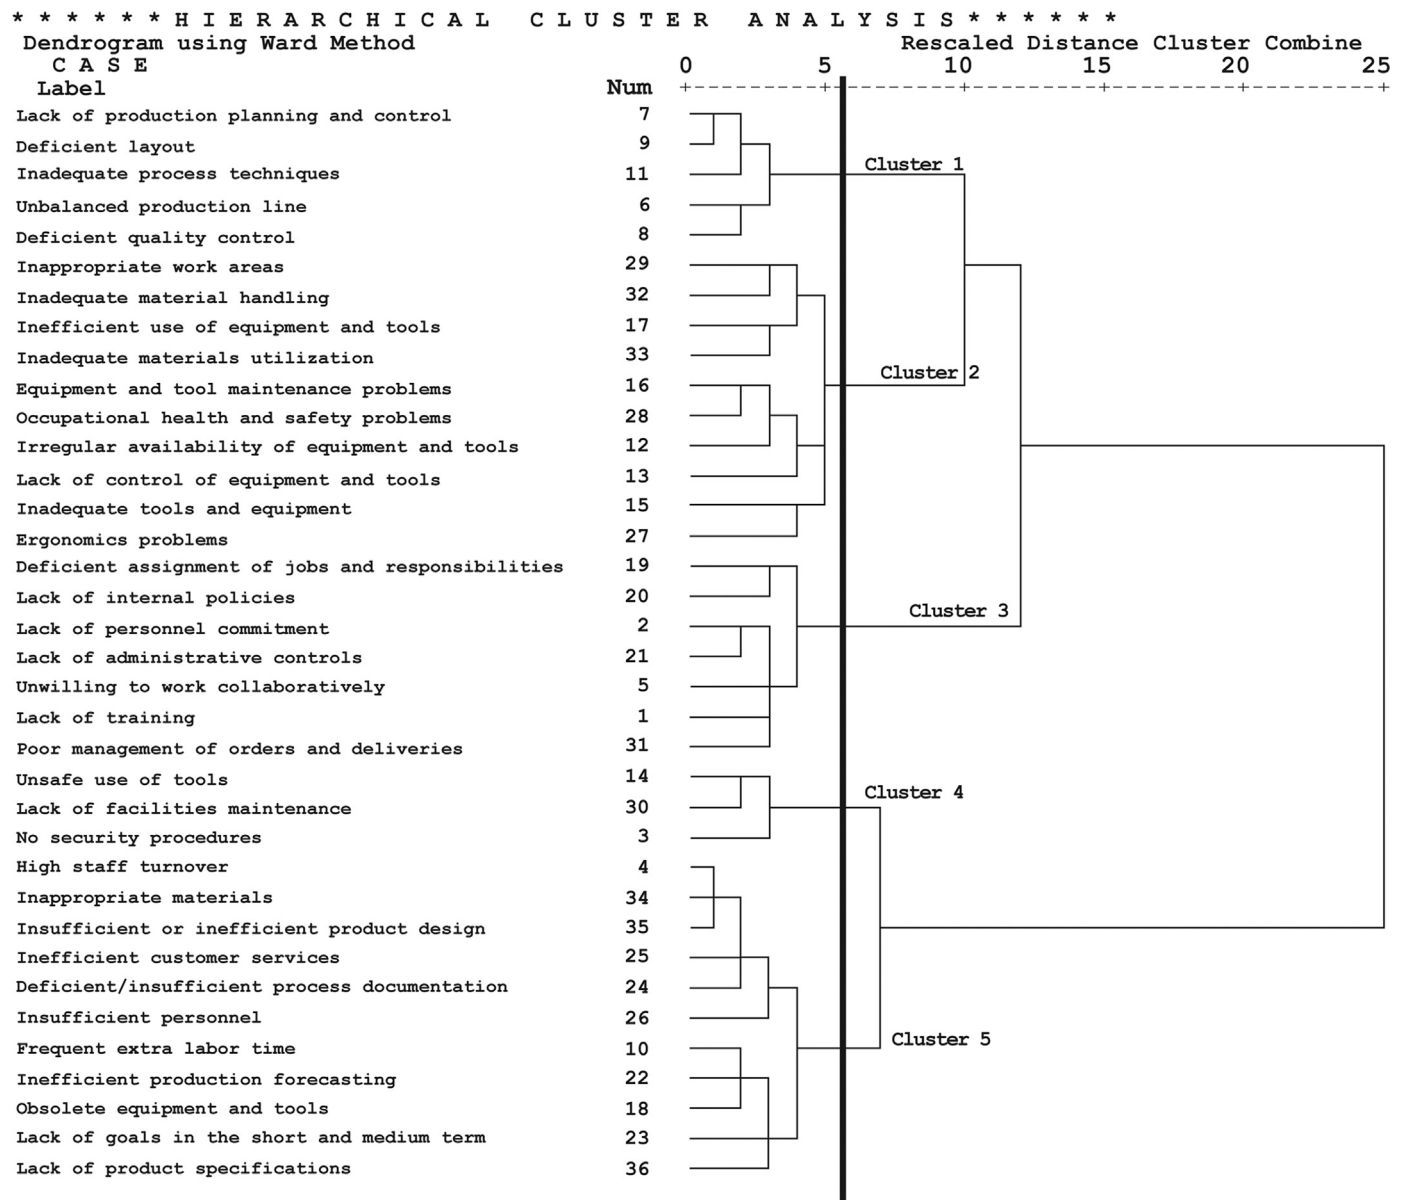 * * * * * * H I E R A R C H I C A L   C L U S T E R   A N A L Y S I S * * * * * *
Dendrogram using Ward Method   Rescaled Distance Cluster Combine
C A S E   0   5   10   15   20   25
Label   Num
Lack of production planning and control   7
Deficient layout   9
Cluster 1
Inadequate process techniques   11
Unbalanced production line   6
Deficient quality control   8
Inappropriate work areas   29
Inadequate material handling   32
Inefficient use of equipment and tools   17
Inadequate materials utilization   33
Cluster 2
Equipment and tool maintenance problems   16
Occupational health and safety problems   28
Irregular availability of equipment and tools   12
Lack of control of equipment and tools   13
Inadequate tools and equipment   15
Ergonomics problems   27
Deficient assignment of jobs and responsibilities   19
Lack of internal policies   20
Cluster 3
Lack of personnel commitment   2
Lack of administrative controls   21
Unwilling to work collaboratively   5
Lack of training   1
Poor management of orders and deliveries   31
Unsafe use of tools   14
Cluster 4
Lack of facilities maintenance   30
No security procedures   3
High staff turnover   4
Inappropriate materials   34
Insufficient or inefficient product design   35
Inefficient customer services   25
Deficient/insufficient process documentation   24
Insufficient personnel   26
Cluster 5
Frequent extra labor time   10
Inefficient production forecasting   22
Obsolete equipment and tools   18
Lack of goals in the short and medium term   23
Lack of product specifications   36